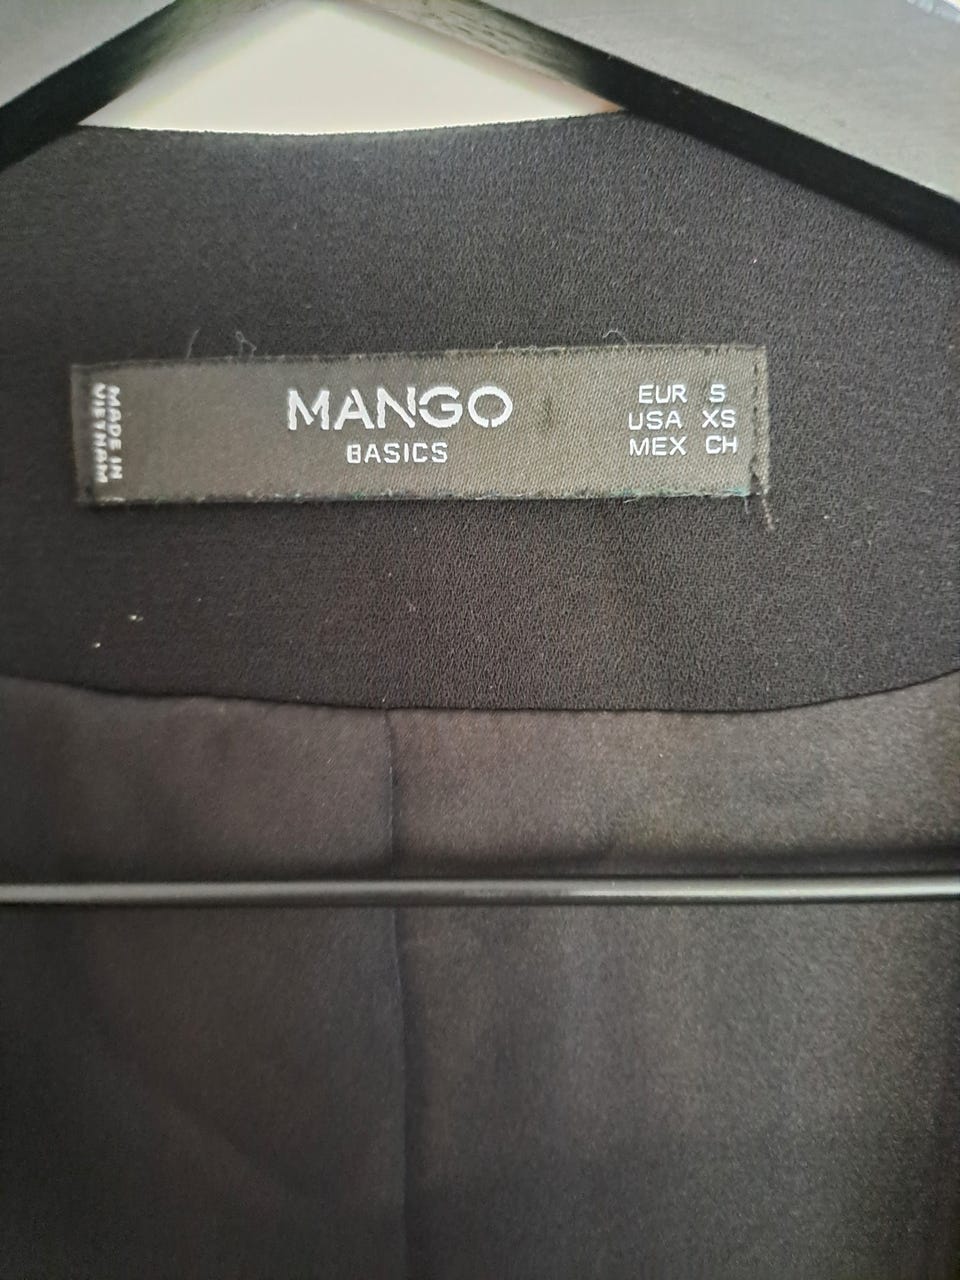 MADE IN
VIETNAM
MANGO
BASICS
EUR S
USA XS
MEX CH